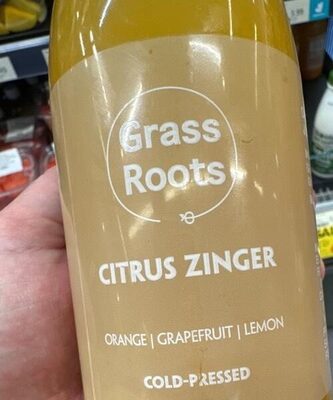 Grass
Roots
CITRUS ZINGER
ORANGE | GRAPEFRUIT | LEMON
COLD-PRESSED